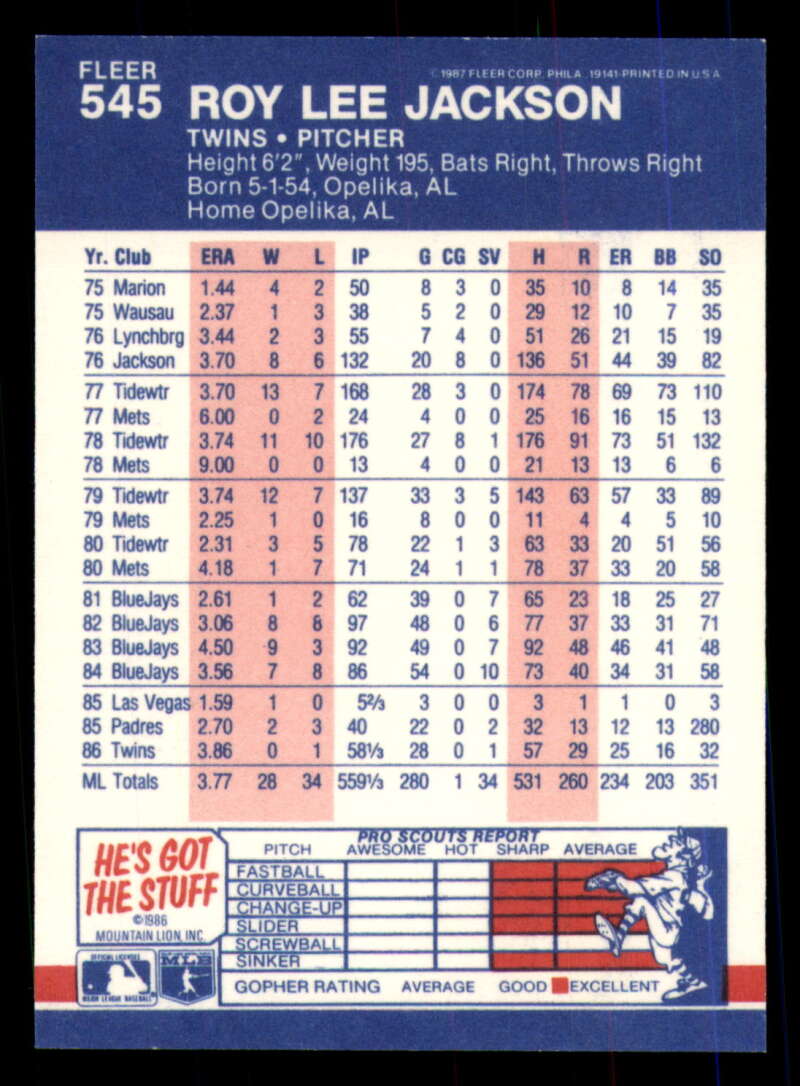 FLEER
545 ROY LEE JACKSON
©1987 FLEER CORP. PHILA. 19141-PRINTED IN U S A
TWINS • PITCHER
Height 6'2", Weight 195, Bats Right, Throws Right
Born 5-1-54, Opelika, AL
Home Opelika, AL
Yr. Club ERA W L IP G CG SV H R ER BB SO
75 Marion 1.44 4 2 50 8 3 0 35 10 8 14 35
75 Wausau 2.37 1 3 38 5 2 0 29 12 10 7 35
76 Lynchbrg 3.44 2 3 55 7 4 0 51 26 21 15 19
76 Jackson 3.70 8 6 132 20 8 0 136 51 44 39 82
77 Tidewtr 3.70 13 7 168 28 3 0 174 78 69 73 110
77 Mets 6.00 0 2 24 4 0 0 25 16 16 15 13
78 Tidewtr 3.74 11 10 176 27 8 1 176 91 73 51 132
78 Mets 9.00 0 0 13 4 0 0 21 13 13 6 6
79 Tidewtr 3.74 12 7 137 33 3 5 143 63 57 33 89
79 Mets 2.25 1 0 16 8 0 0 11 4 4 5 10
80 Tidewtr 2.31 3 5 78 22 1 3 63 33 20 51 56
80 Mets 4.18 1 7 71 24 1 1 78 37 33 20 58
81 BlueJays 2.61 1 2 62 39 0 7 65 23 18 25 27
82 BlueJays 3.06 8 8 97 48 0 6 77 37 33 31 71
83 BlueJays 4.50 9 3 92 49 0 7 92 48 46 41 48
84 BlueJays 3.56 7 8 86 54 0 10 73 40 34 31 58
85 Las Vegas 1.59 1 0 5⅔ 3 0 0 3 1 1 0 3
85 Padres 2.70 2 3 40 22 0 2 32 13 12 13 280
86 Twins 3.86 0 1 58⅓ 28 0 1 57 29 25 16 32
ML Totals 3.77 28 34 559⅓ 280 1 34 531 260 234 203 351
HE'S GOT
THE STUFF
©1986
MOUNTAIN LION, INC.
PRO SCOUTS REPORT
PITCH AWESOME HOT SHARP AVERAGE
FASTBALL
CURVEBALL
CHANGE-UP
SLIDER
SCREWBALL
SINKER
GOPHER RATING AVERAGE GOOD EXCELLENT
OFFICIAL LICENSEE
MAJOR LEAGUE BASEBALL
MLB